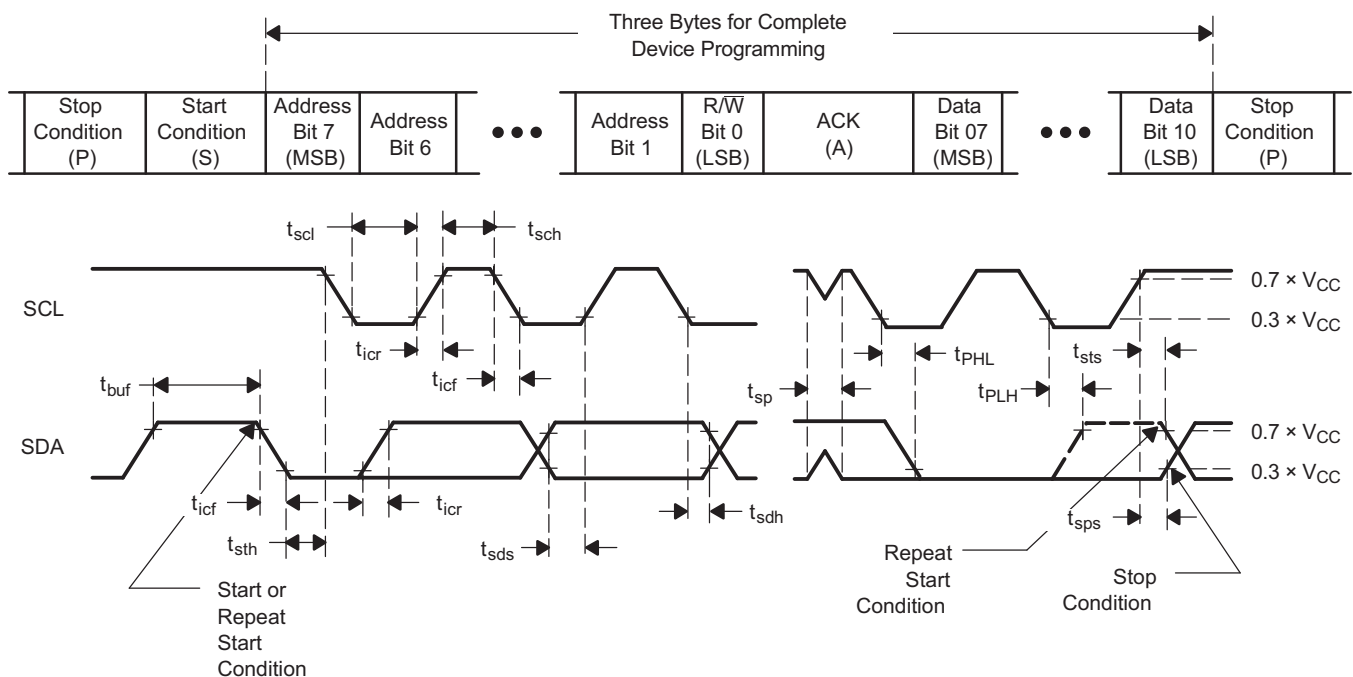 Three Bytes for Complete
Device Programming
Stop
Condition
(P)
Start
Condition
(S)
Address
Bit 7
(MSB)
Address
Bit 6
•••
Address
Bit 1
R/W̅
Bit 0
(LSB)
ACK
(A)
Data
Bit 07
(MSB)
•••
Data
Bit 10
(LSB)
Stop
Condition
(P)
tscl
tsch
SCL
0.7 × VCC
0.3 × VCC
ticr
ticf
tPHL
tsts
tbuf
tsp
tPLH
SDA
0.7 × VCC
0.3 × VCC
ticf
ticr
tsth
tsds
tsdh
tsps
Start or
Repeat
Start
Condition
Repeat
Start
Condition
Stop
Condition